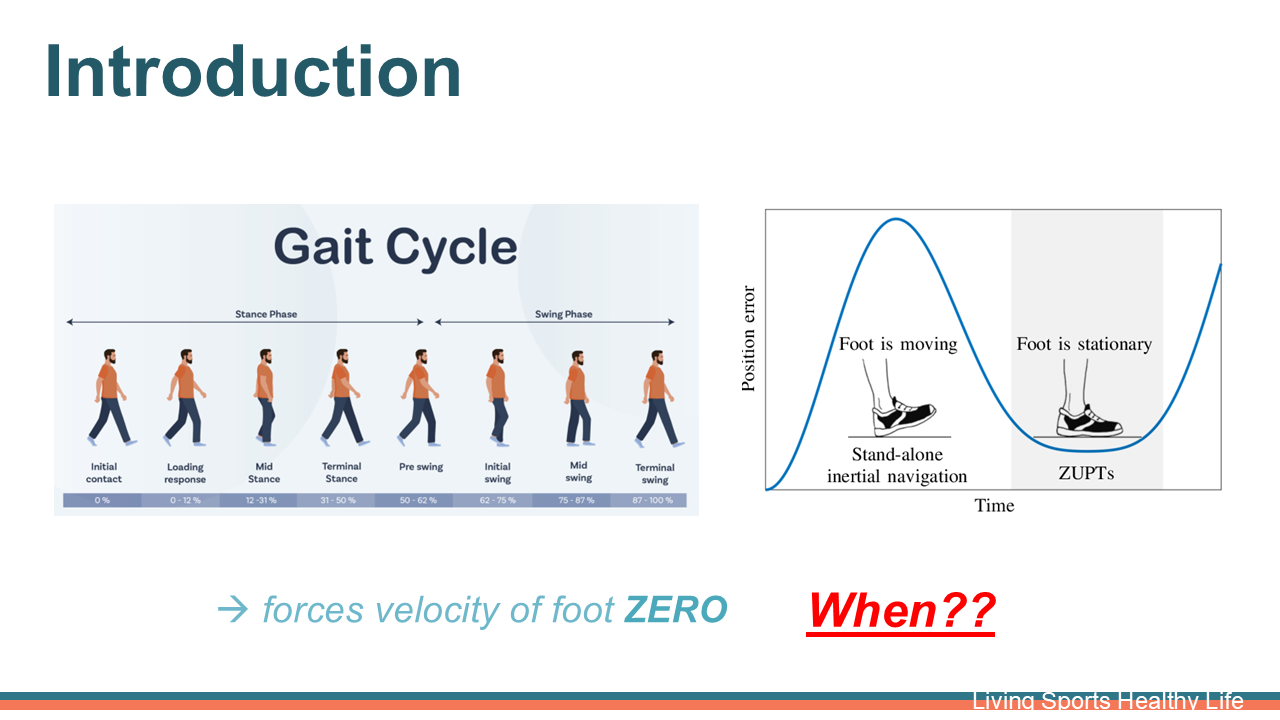 Introduction
Gait Cycle
Stance Phase
Swing Phase
Initial contact
Loading response
Mid Stance
Terminal Stance
Pre swing
Initial swing
Mid swing
Terminal swing
0 %
0 - 12 %
12 -31 %
31 - 50 %
50 - 62 %
62 - 75 %
75 - 87 %
87 - 100 %
Position error
Foot is moving
Foot is stationary
Stand-alone
inertial navigation
ZUPTs
Time
→ forces velocity of foot ZERO
When??
Living Sports Healthy Life